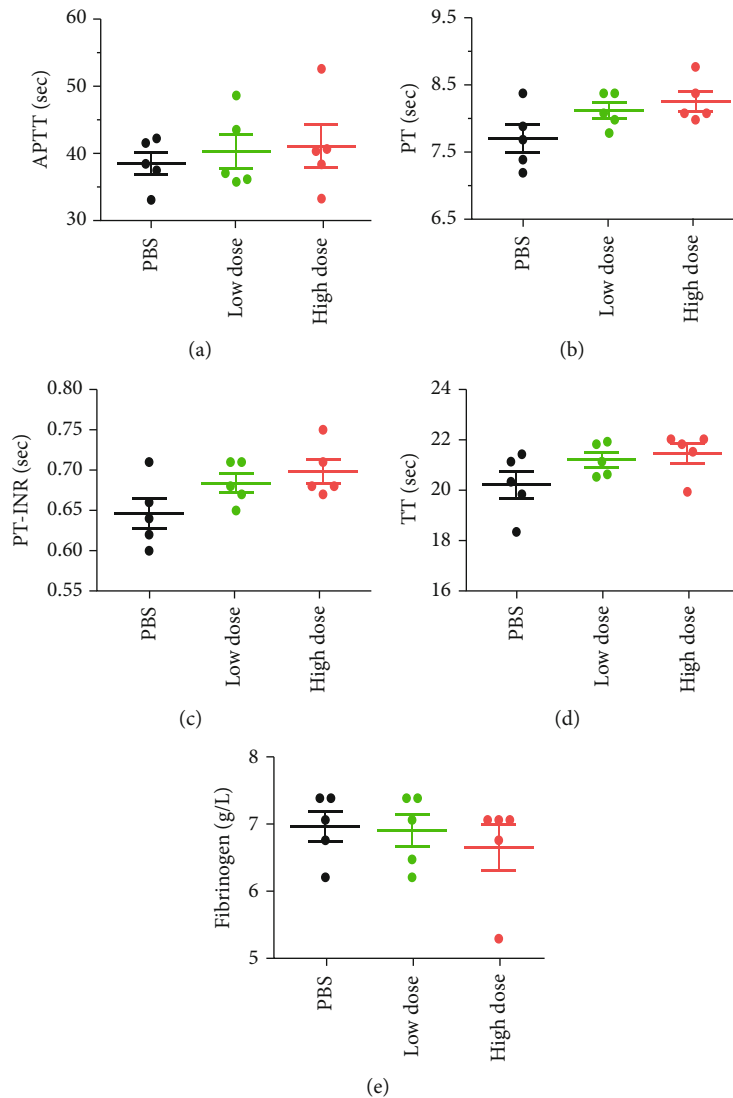 60
50
40
30
APTT (sec)
PBS
Low dose
High dose
(a)
9.5
8.5
7.5
6.5
PT (sec)
PBS
Low dose
High dose
(b)
0.80
0.75
0.70
0.65
0.60
0.55
PT-INR (sec)
PBS
Low dose
High dose
(c)
24
22
20
18
16
TT (sec)
PBS
Low dose
High dose
(d)
8
7
6
5
Fibrinogen (g/L)
PBS
Low dose
High dose
(e)